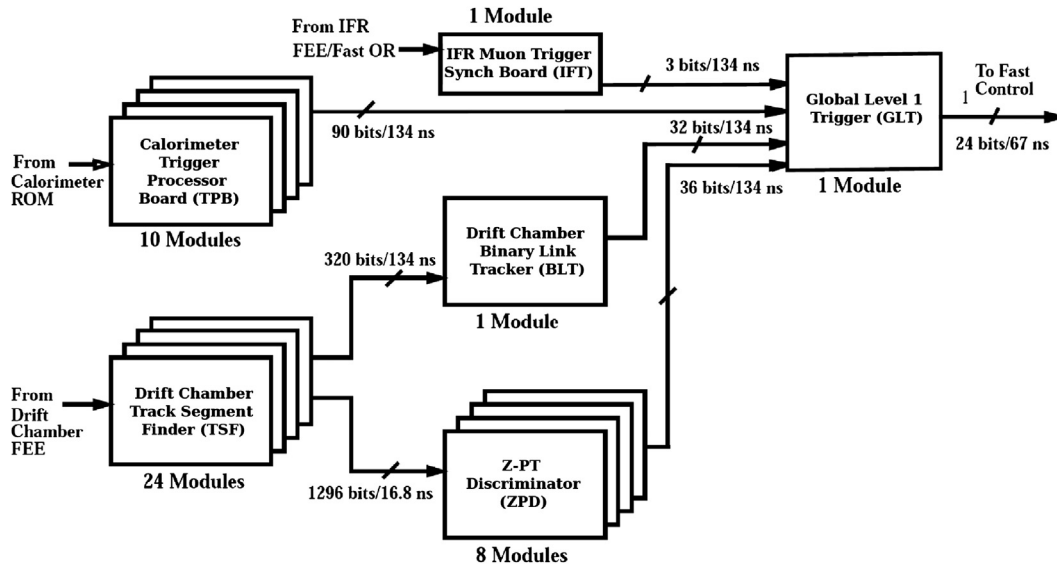 1 Module
From IFR
FEE/Fast OR
IFR Muon Trigger
Synch Board (IFT)
3 bits/134 ns
To Fast
Control
1
Global Level 1
Trigger (GLT)
24 bits/67 ns
1 Module
90 bits/134 ns
32 bits/134 ns
36 bits/134 ns
From
Calorimeter
ROM
Calorimeter
Trigger
Processor
Board (TPB)
10 Modules
320 bits/134 ns
Drift Chamber
Binary Link
Tracker (BLT)
1 Module
From
Drift
Chamber
FEE
Drift Chamber
Track Segment
Finder (TSF)
24 Modules
1296 bits/16.8 ns
Z-PT
Discriminator
(ZPD)
8 Modules